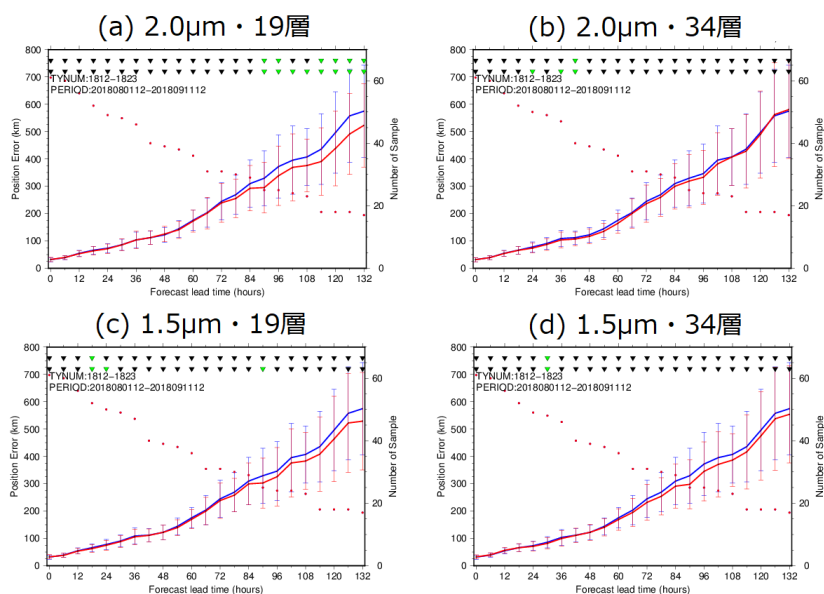 (a) 2.0μm・19層
(b) 2.0μm・34層
800
700
600
500
400
300
200
100
0
Position Error (km)
TYNUM:1812-1823
PERIOD:2018080112-2018091112
60
40
20
0
Number of Sample
0 12 24 36 48 60 72 84 96 108 120 132
Forecast lead time (hours)
800
700
600
500
400
300
200
100
0
Position Error (km)
TYNUM:1812-1823
PERIOD:2018080112-2018091112
60
40
20
0
Number of Sample
0 12 24 36 48 60 72 84 96 108 120 132
Forecast lead time (hours)
(c) 1.5μm・19層
(d) 1.5μm・34層
800
700
600
500
400
300
200
100
0
Position Error (km)
TYNUM:1812-1823
PERIOD:2018080112-2018091112
60
40
20
0
Number of Sample
0 12 24 36 48 60 72 84 96 108 120 132
Forecast lead time (hours)
800
700
600
500
400
300
200
100
0
Position Error (km)
TYNUM:1812-1823
PERIOD:2018080112-2018091112
60
40
20
0
Number of Sample
0 12 24 36 48 60 72 84 96 108 120 132
Forecast lead time (hours)